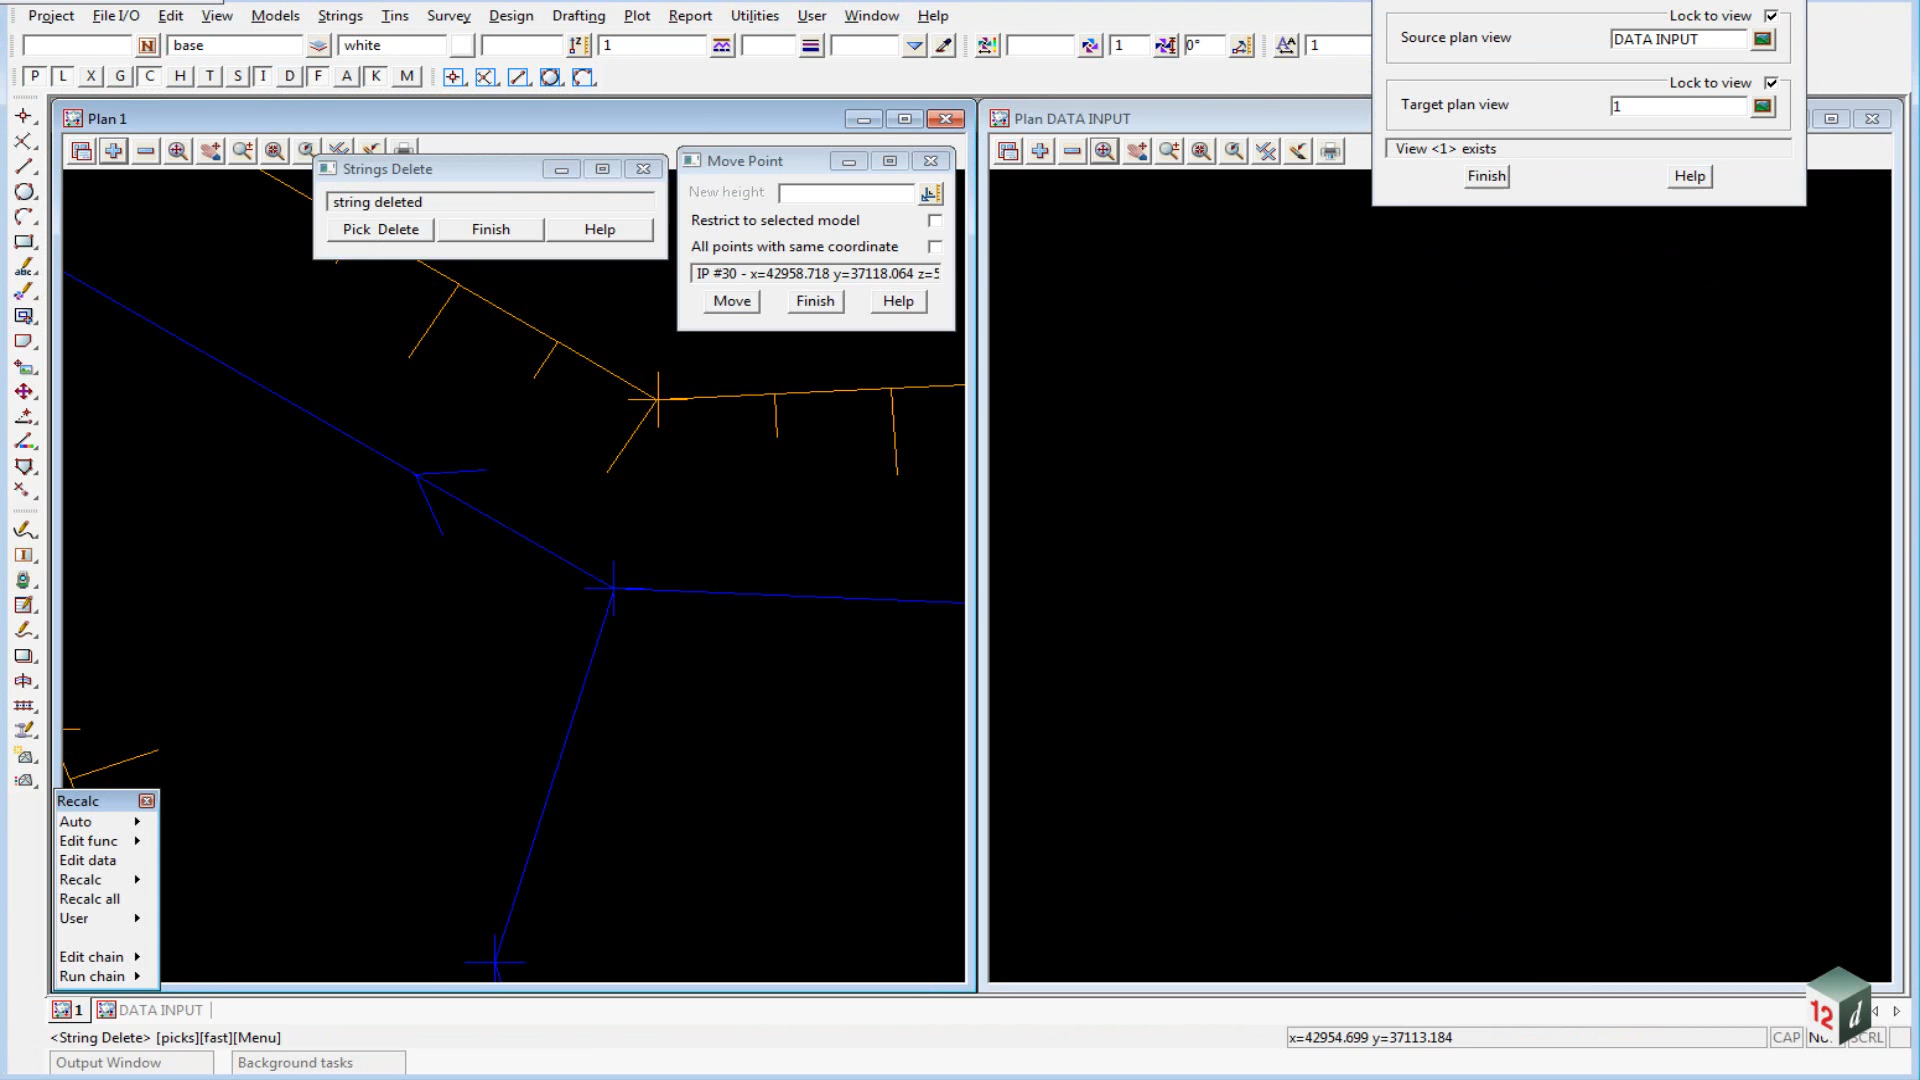 Project File I/O Edit View Models Strings Tins Survey Design Drafting Plot Report Utilities User Window Help
N base white 1 1 0° 1
P L X G C H T S I D F A K M
Lock to view
Source plan view DATA INPUT
Lock to view
Target plan view 1
View <1> exists
Finish Help
Plan 1
Plan DATA INPUT
Strings Delete
string deleted
Pick Delete Finish Help
Move Point
New height
Restrict to selected model
All points with same coordinate
IP #30 - x=42958.718 y=37118.064 z=5
Move Finish Help
Recalc
Auto
Edit func
Edit data
Recalc
Recalc all
User
Edit chain
Run chain
1 DATA INPUT
12d
<String Delete> [picks][fast][Menu]
x=42954.699 y=37113.184 CAP SCRL
Output Window Background tasks